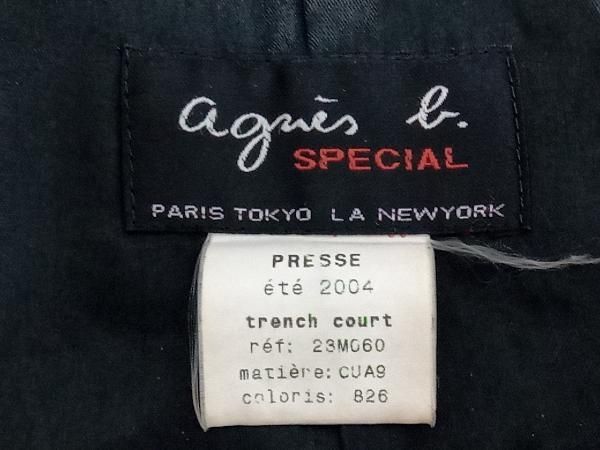 agnès b.
SPECIAL
PARIS TOKYO LA NEWYORK
PRESSE
été 2004
trench court
réf: 23M060
matière: CUA9
coloris: 826